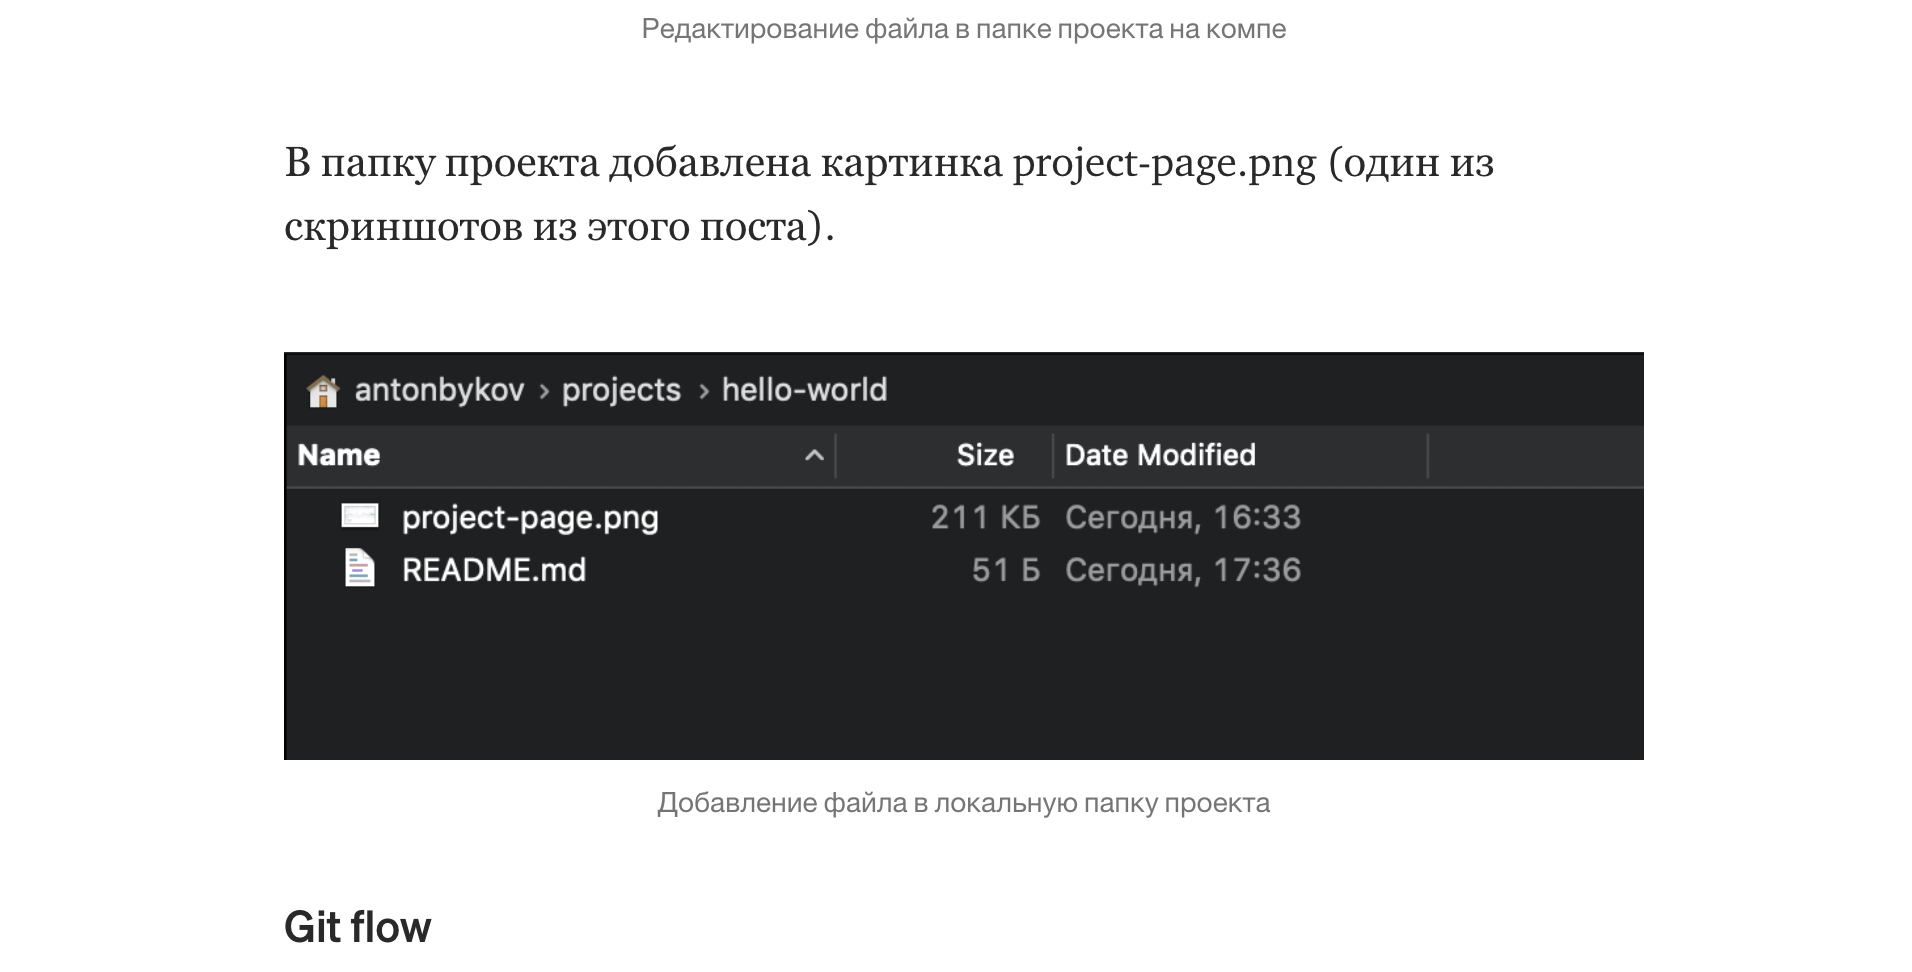 Редактирование файла в папке проекта на компе
В папку проекта добавлена картинка project-page.png (один из
скриншотов из этого поста).
antonbykov › projects › hello-world
Name Size Date Modified
project-page.png 211 КБ Сегодня, 16:33
README.md 51 Б Сегодня, 17:36
Добавление файла в локальную папку проекта
Git flow